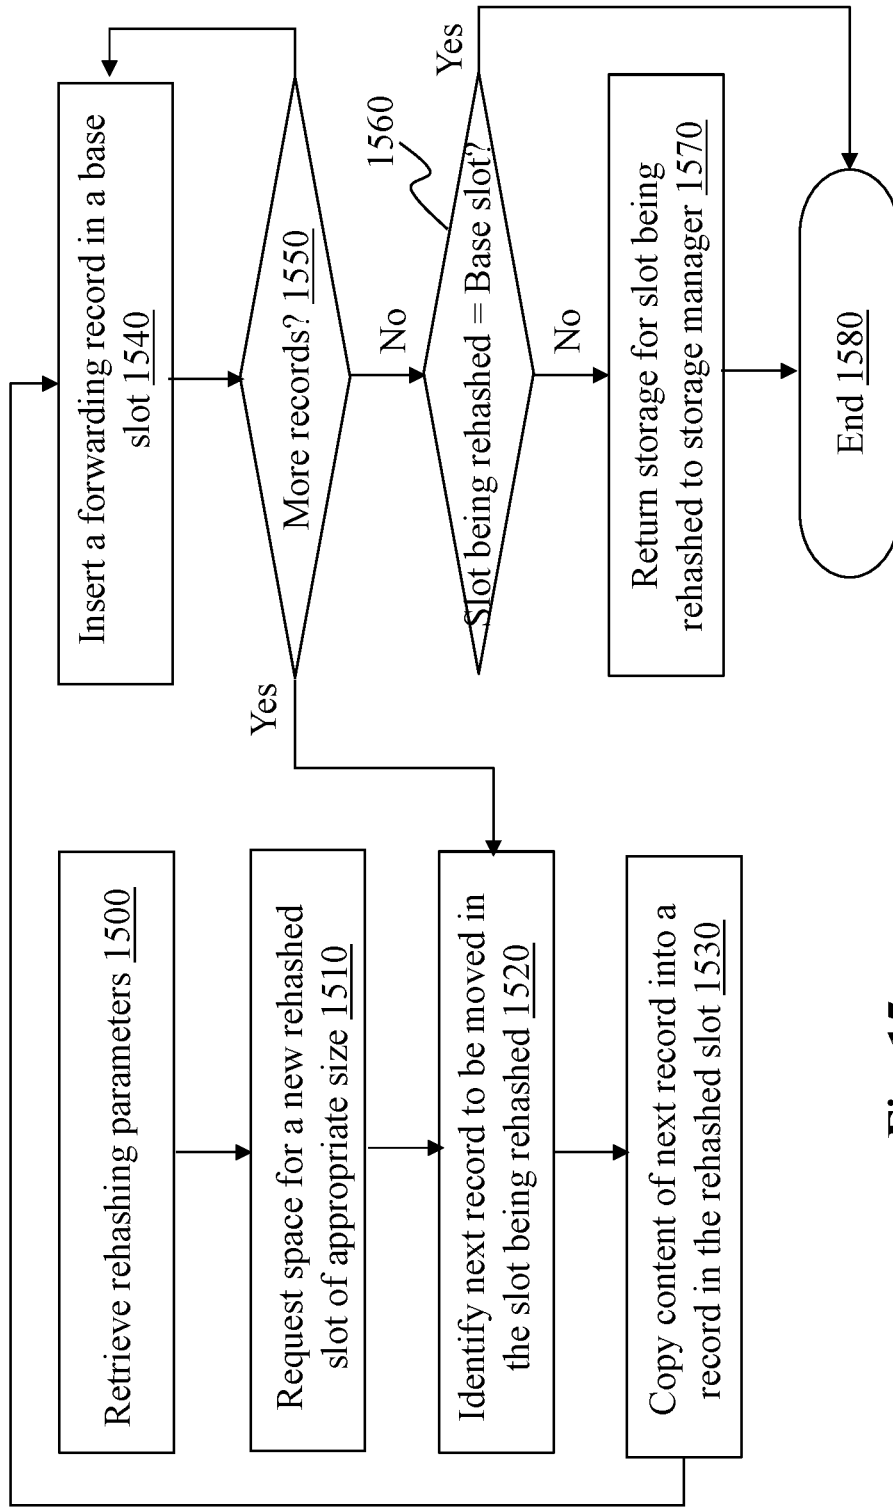 Retrieve rehashing parameters 1500
Request space for a new rehashed
slot of appropriate size 1510
Identify next record to be moved in
the slot being rehashed 1520
Copy content of next record into a
record in the rehashed slot 1530
Insert a forwarding record in a base
slot 1540
More records? 1550
Yes
No
1560
Slot being rehashed = Base slot?
Yes
No
Return storage for slot being
rehashed to storage manager 1570
End 1580